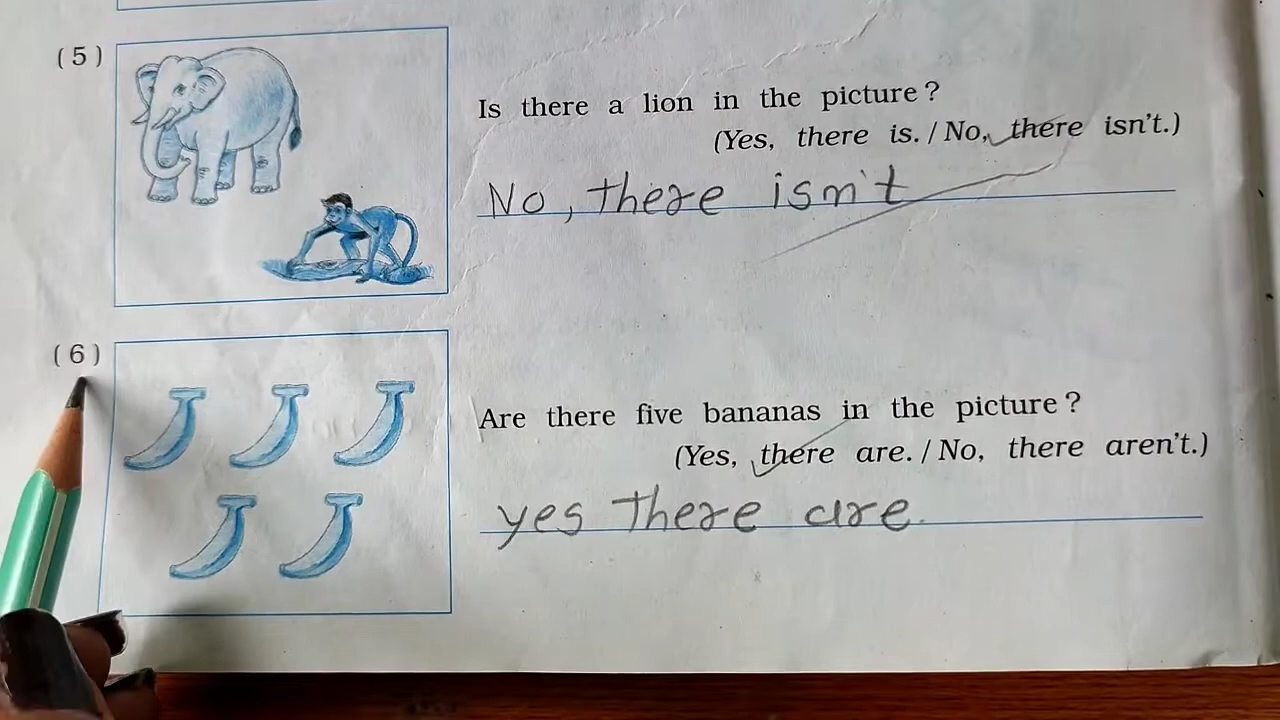 (5)
Is there a lion in the picture?
(Yes, there is. / No, there isn't.)
No, there isn't
(6)
Are there five bananas in the picture?
(Yes, there are. / No, there aren't.)
yes there are.